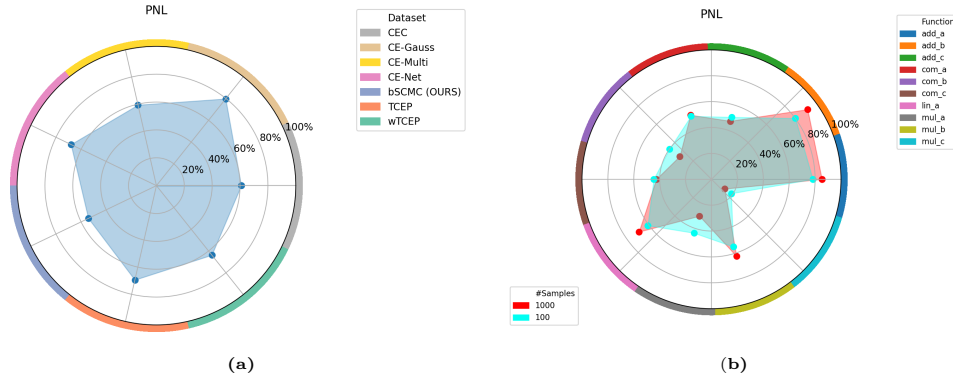 PNL
20%
40%
60%
80%
100%
Dataset
CEC
CE-Gauss
CE-Multi
CE-Net
bSCMC (OURS)
TCEP
wTCEP
(a)
PNL
20%
40%
60%
80%
100%
Function
add_a
add_b
add_c
com_a
com_b
com_c
lin_a
mul_a
mul_b
mul_c
#Samples
1000
100
(b)